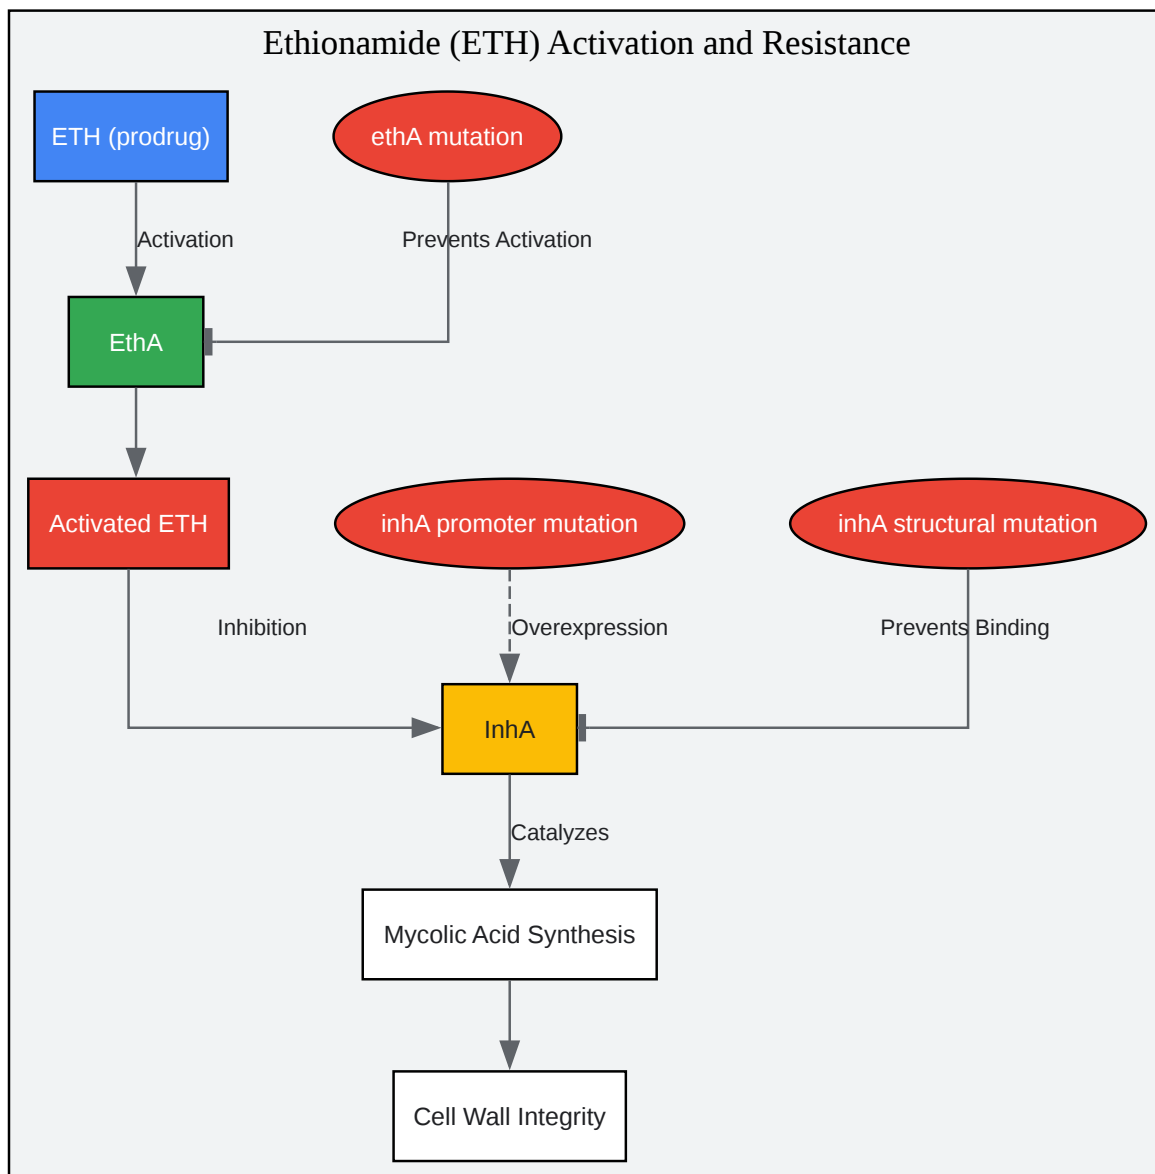 Ethionamide (ETH) Activation and Resistance
ETH (prodrug)
ethA mutation
Activation
Prevents Activation
EthA
Activated ETH
inhA promoter mutation
inhA structural mutation
Inhibition
Overexpression
Prevents Binding
InhA
Catalyzes
Mycolic Acid Synthesis
Cell Wall Integrity